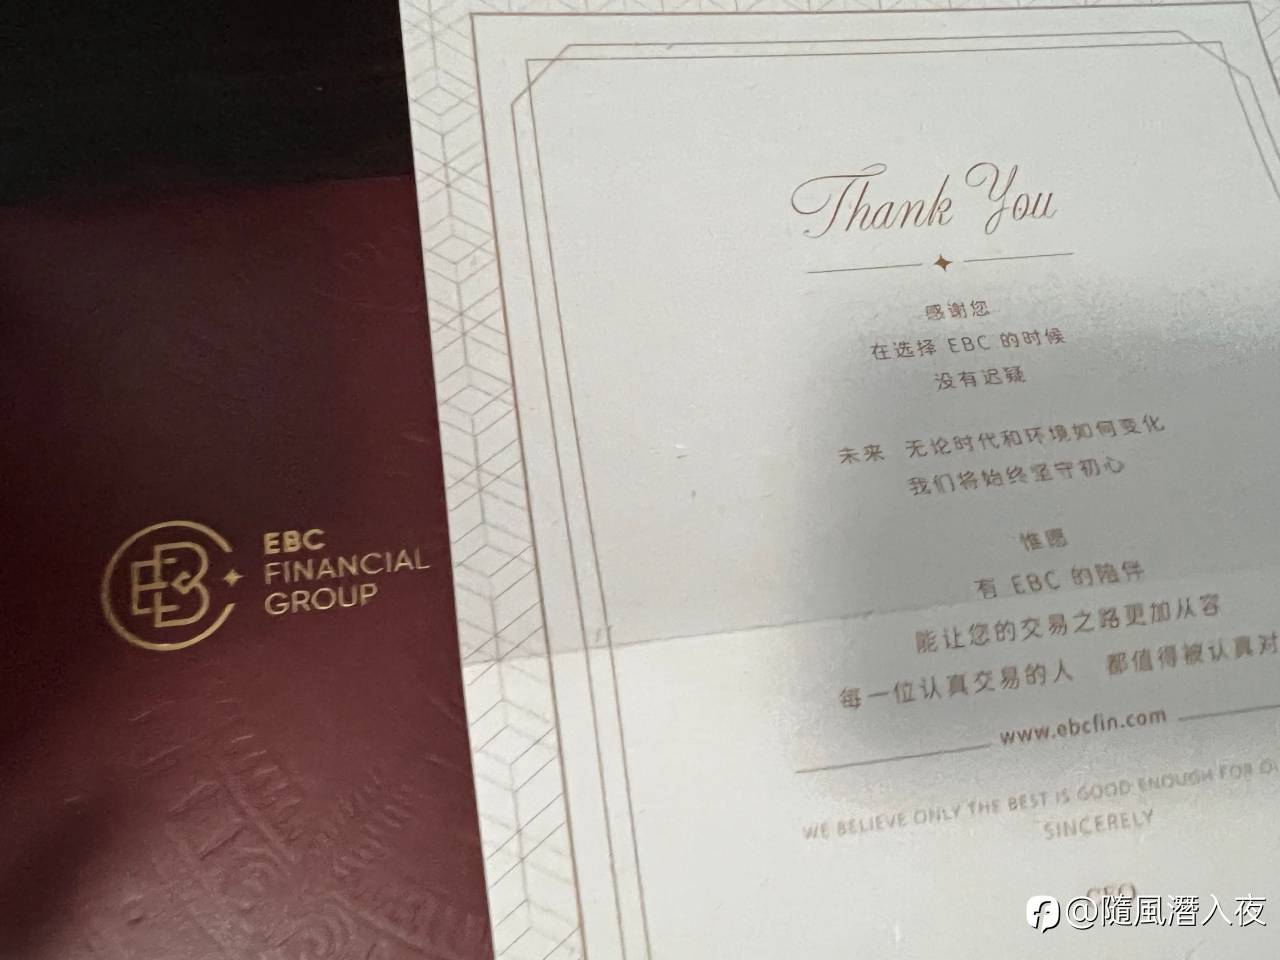 EBC
FINANCIAL
GROUP
Thank You
感谢您
在选择 EBC 的时候
没有迟疑
未来 无论时代和环境如何变化
我们将始终坚守初心
惟愿
有 EBC 的陪伴
能让您的交易之路更加从容
每一位认真交易的人 都值得被认真对
www.ebcfin.com
WE BELIEVE ONLY THE BEST IS GOOD ENOUGH FOR
SINCERELY
CEO
@隨風潛入夜